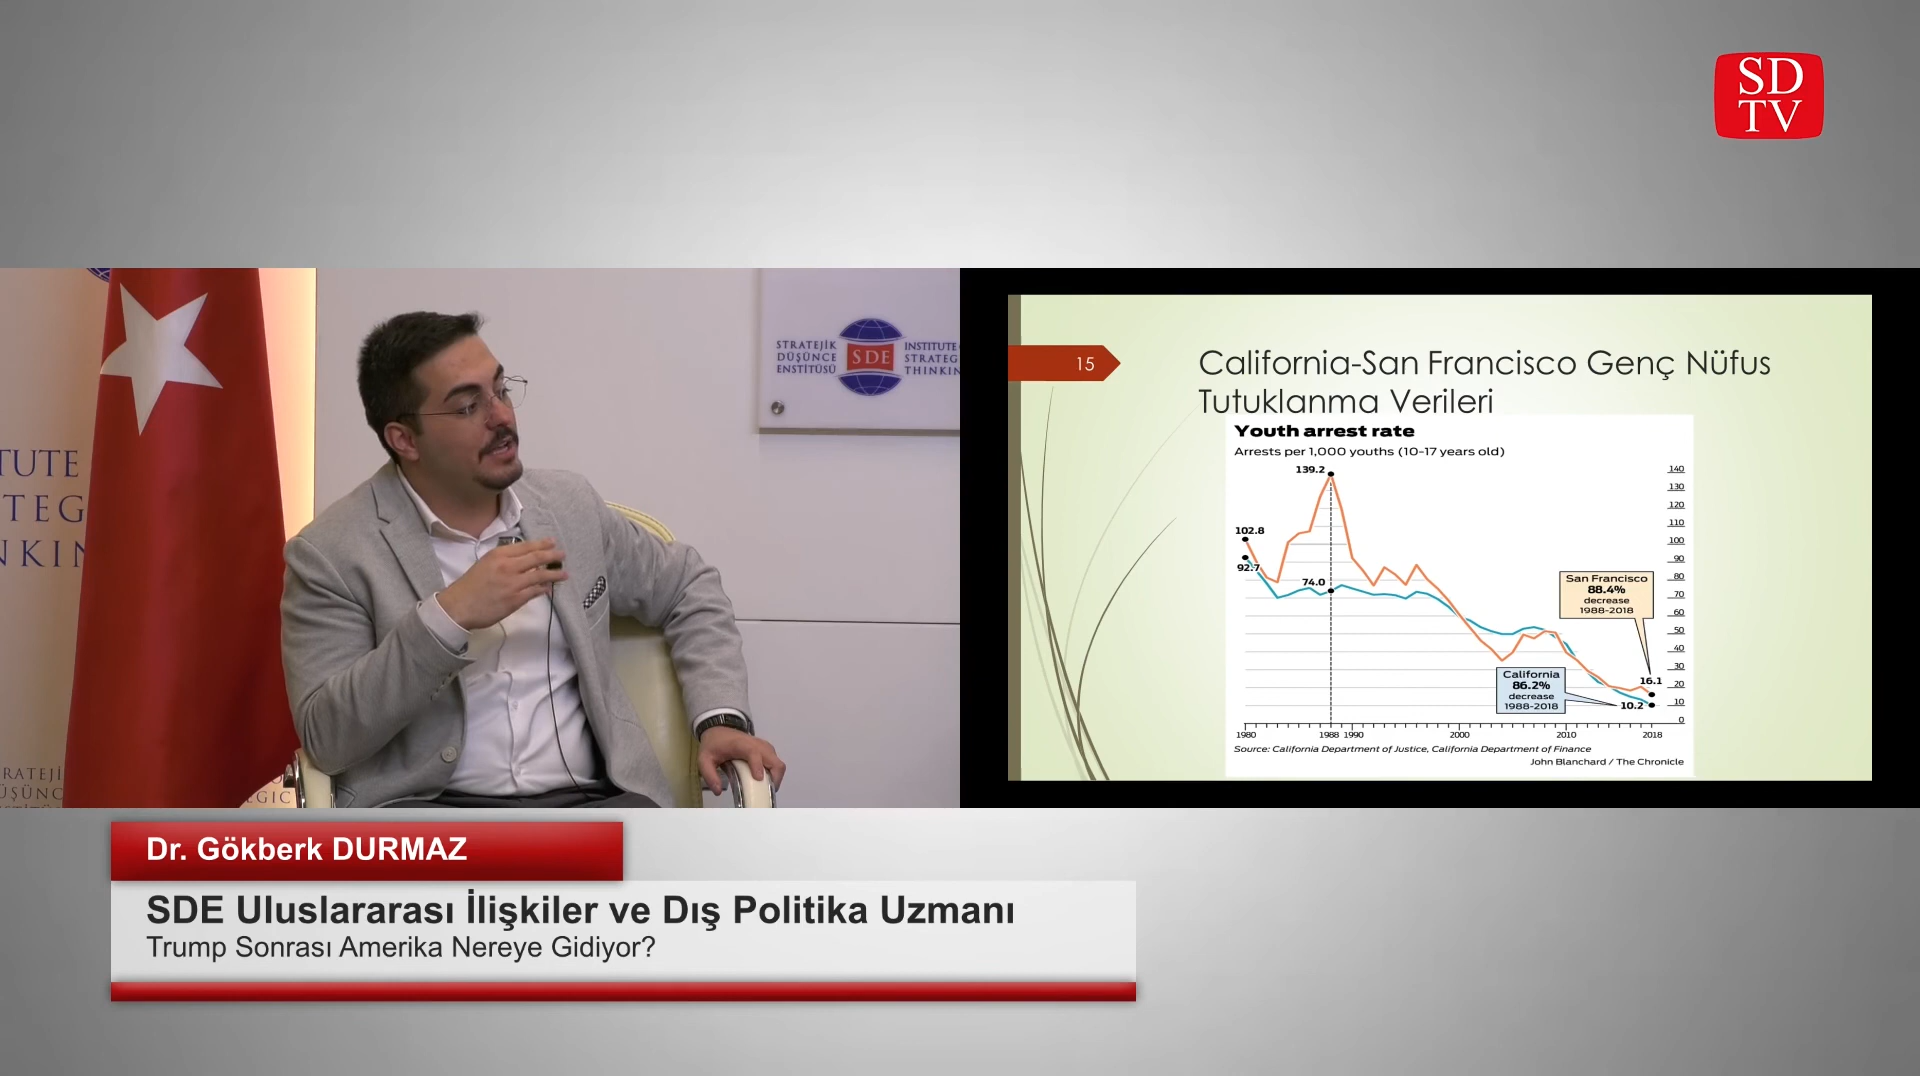 SD
TV
TUTE
TEG
NKIN
RATEJİ
ÜŞÜNC
EGIC
STRATEJİK
DÜŞÜNCE
ENSTİTÜSÜ
SDE
INSTITUTE
STRATEG
THINKIN
15
California-San Francisco Genç Nüfus
Tutuklanma Verileri
Youth arrest rate
Arrests per 1,000 youths (10-17 years old)
139.2
102.8
92.7
74.0
140
130
120
110
100
90
80
70
60
50
40
30
20
10
0
San Francisco
88.4%
decrease
1988-2018
California
86.2%
decrease
1988-2018
16.1
10.2
1980
1988
1990
2000
2010
2018
Source: California Department of Justice, California Department of Finance
John Blanchard / The Chronicle
Dr. Gökberk DURMAZ
SDE Uluslararası İlişkiler ve Dış Politika Uzmanı
Trump Sonrası Amerika Nereye Gidiyor?